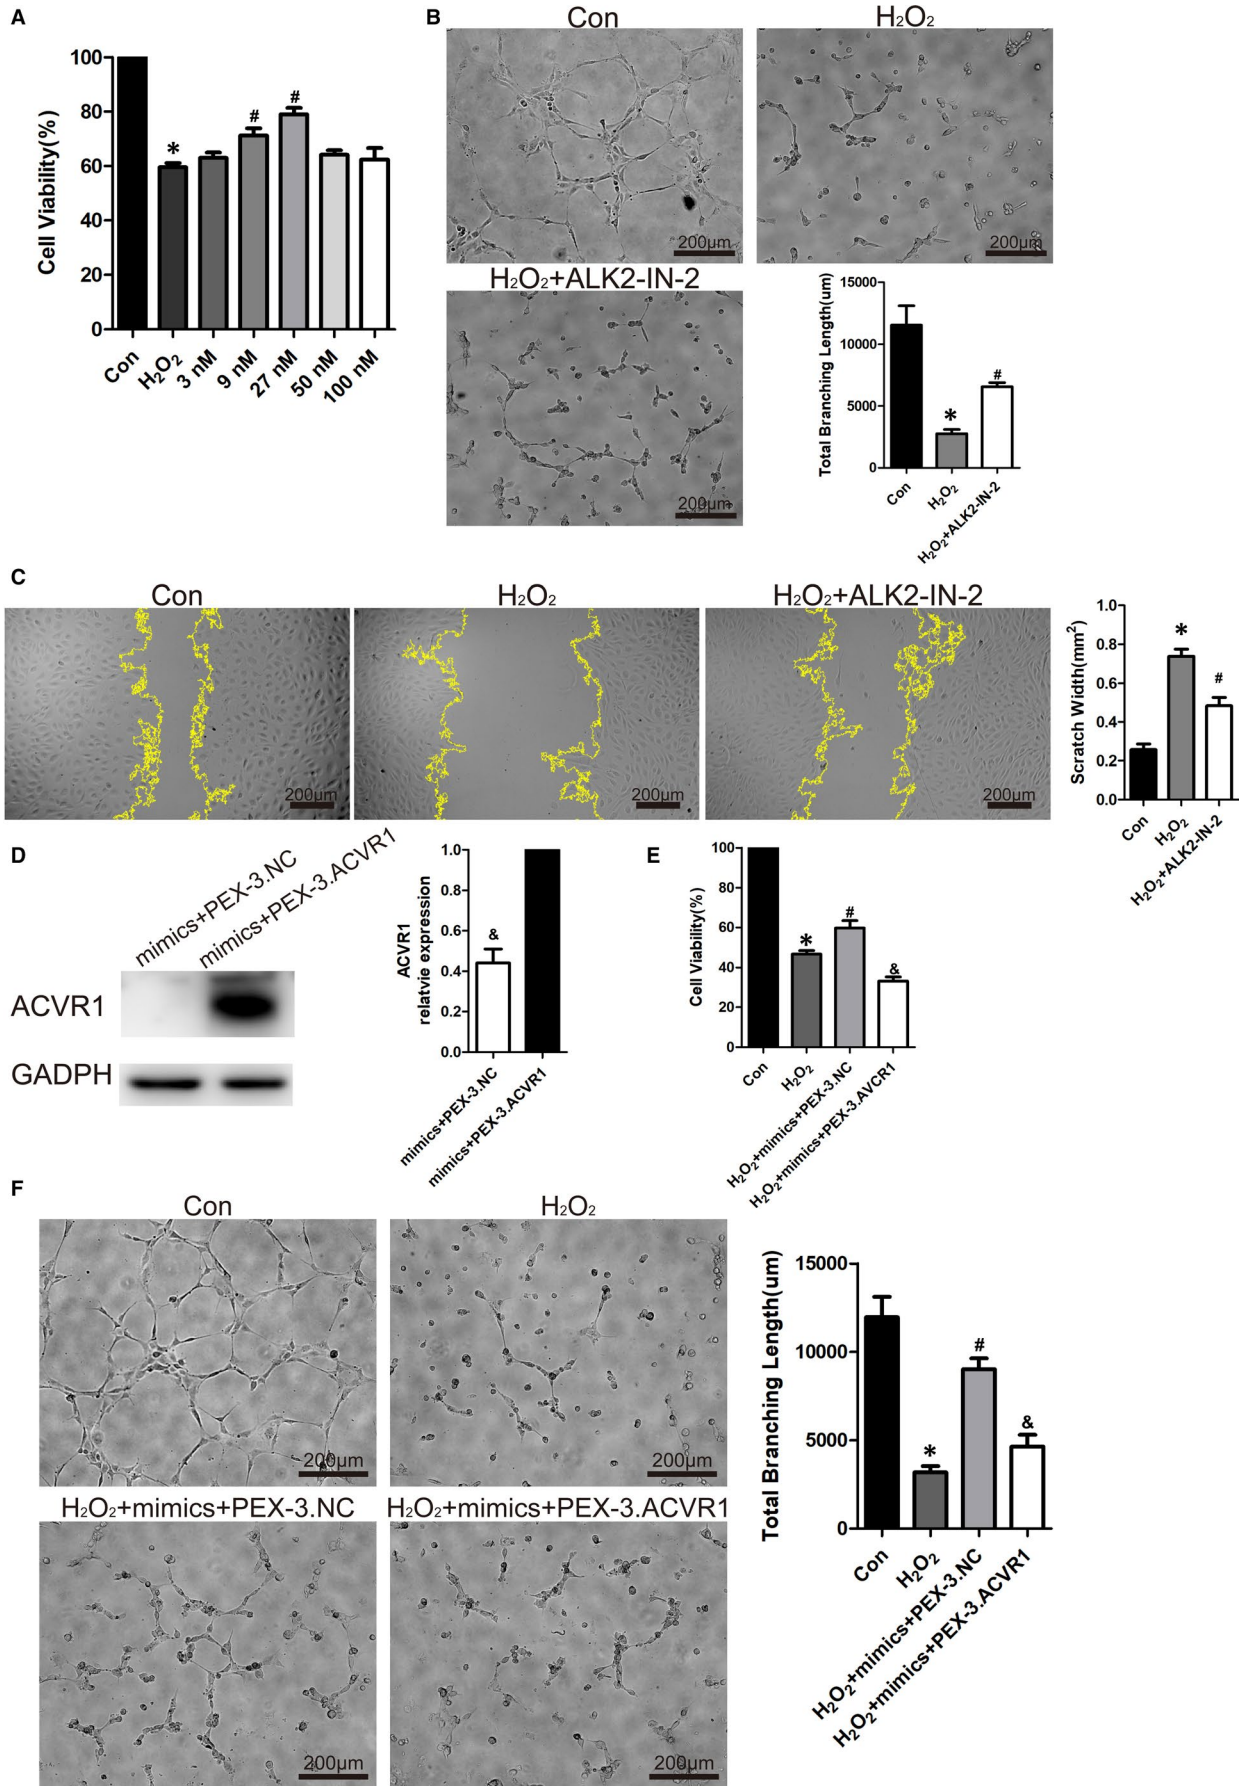 A
Cell Viability(%)
100
80
60
40
20
0
*
#
#
Con
H₂O₂
3 nM
9 nM
27 nM
50 nM
100 nM
B
Con
200μm
H₂O₂
200μm
H₂O₂+ALK2-IN-2
200μm
Total Branching Length(um)
15000
10000
5000
0
*
#
Con
H₂O₂
H₂O₂+ALK2-IN-2
C
Con
200μm
H₂O₂
200μm
H₂O₂+ALK2-IN-2
200μm
Scratch Width(mm²)
1.0
0.8
0.6
0.4
0.2
0.0
*
#
Con
H₂O₂
H₂O₂+ALK2-IN-2
D
mimics+PEX-3.NC
mimics+PEX-3.ACVR1
ACVR1
GADPH
ACVR1
relatvie expression
1.0
0.8
0.6
0.4
0.2
0.0
&
mimics+PEX-3.NC
mimics+PEX-3.ACVR1
E
Cell Viability(%)
100
80
60
40
20
0
*
#
&
Con
H₂O₂
H₂O₂+mimics+PEX-3.NC
H₂O₂+mimics+PEX-3.AVCR1
F
Con
200μm
H₂O₂
200μm
H₂O₂+mimics+PEX-3.NC
200μm
H₂O₂+mimics+PEX-3.ACVR1
200μm
Total Branching Length(um)
15000
10000
5000
0
*
#
&
Con
H₂O₂
H₂O₂+mimics+PEX-3.NC
H₂O₂+mimics+PEX-3.ACVR1